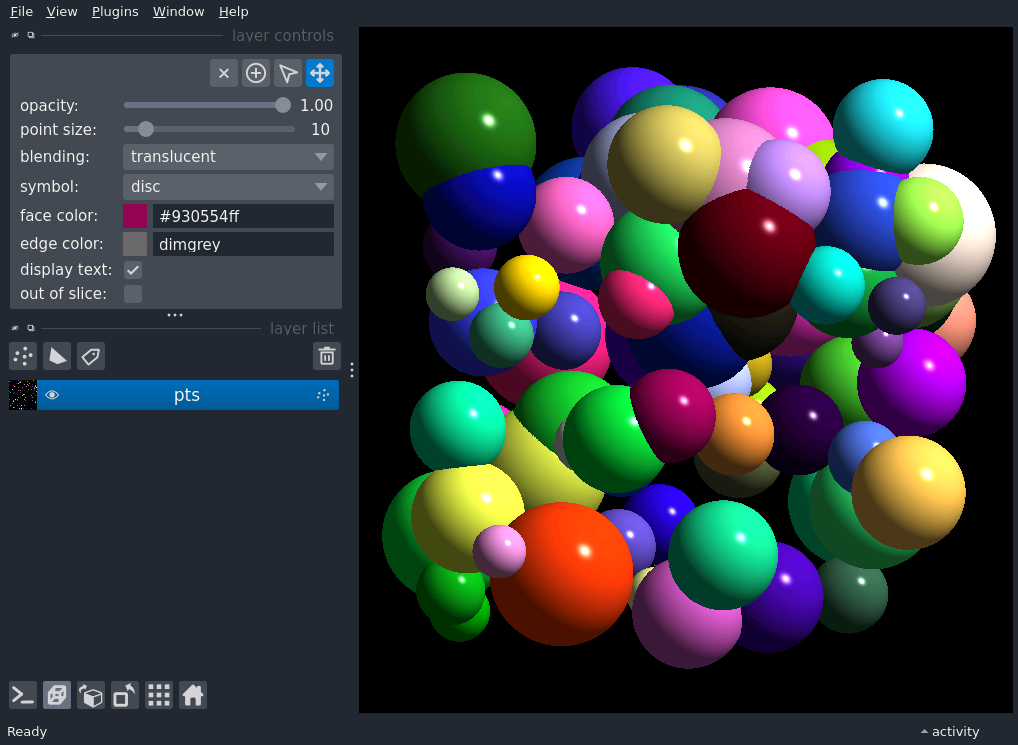 File View Plugins Window Help
layer controls
opacity: 1.00
point size: 10
blending: translucent
symbol: disc
face color: #930554ff
edge color: dimgrey
display text:
out of slice:
layer list
pts
Ready
activity